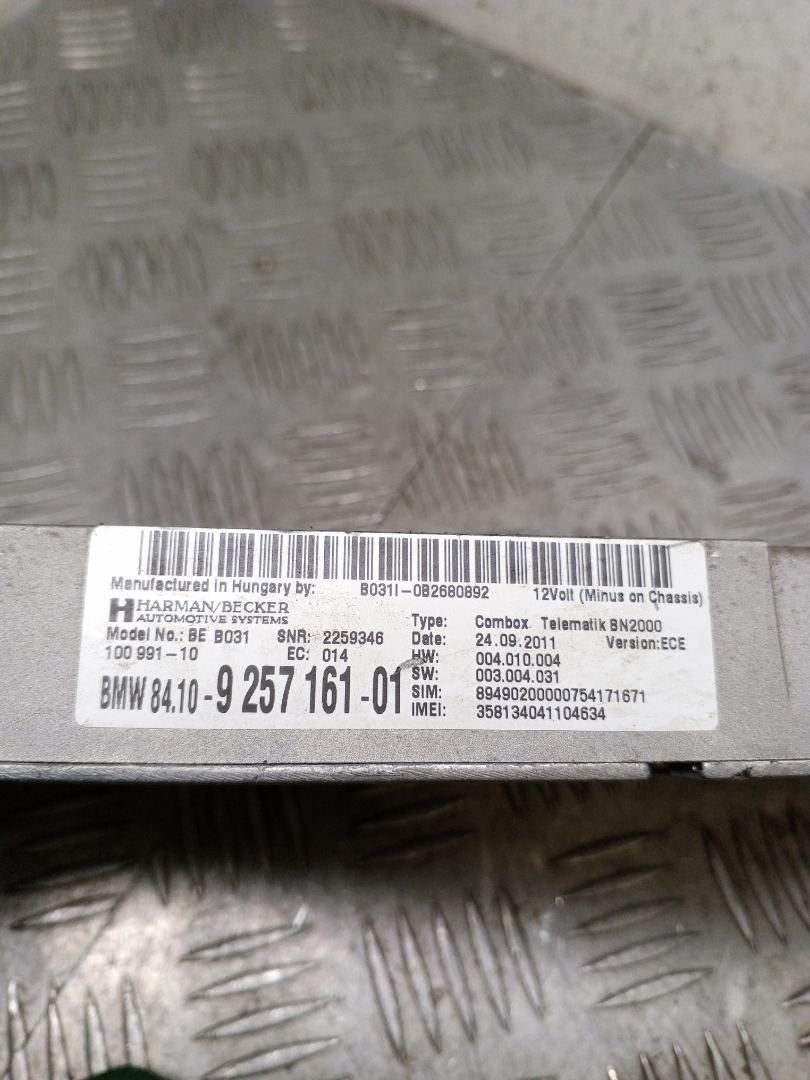 Manufactured in Hungary by: B031I-0B2680892 12Volt (Minus on Chassis)
HARMAN/BECKER
AUTOMOTIVE SYSTEMS
Model No.: BE B031 SNR: 2259346
100 991-10 EC: 014
BMW 84.10-9 257 161-01
Type: Combox Telematik BN2000
Date: 24.09.2011 Version:ECE
HW: 004.010.004
SW: 003.004.031
SIM: 89490200000754171671
IMEI: 358134041104634